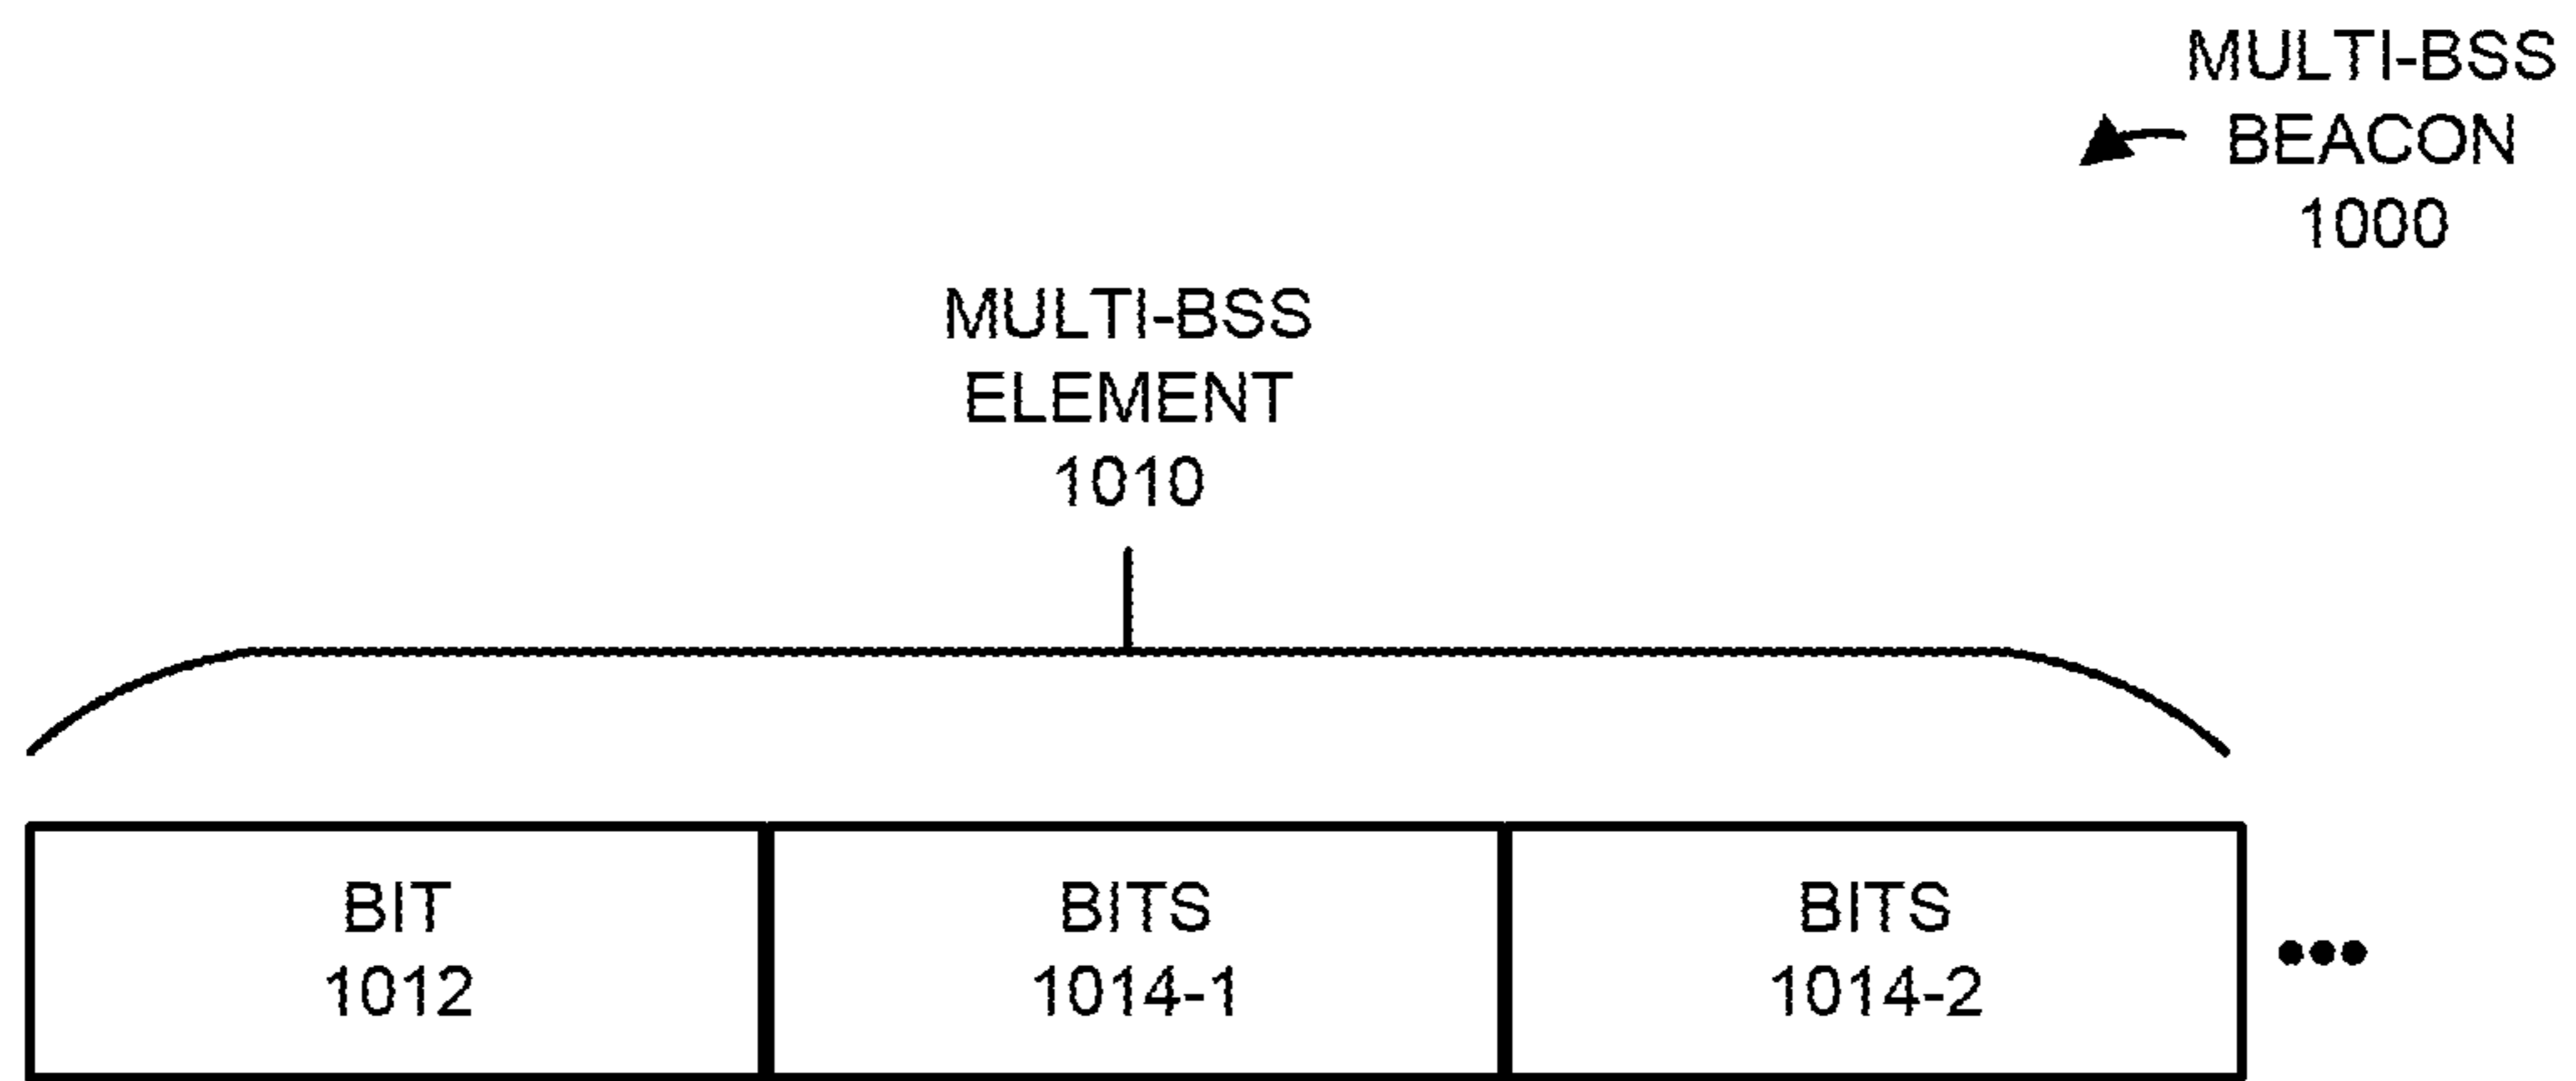 MULTI-BSS
BEACON
1000
MULTI-BSS
ELEMENT
1010
BIT
1012
BITS
1014-1
BITS
1014-2
•••